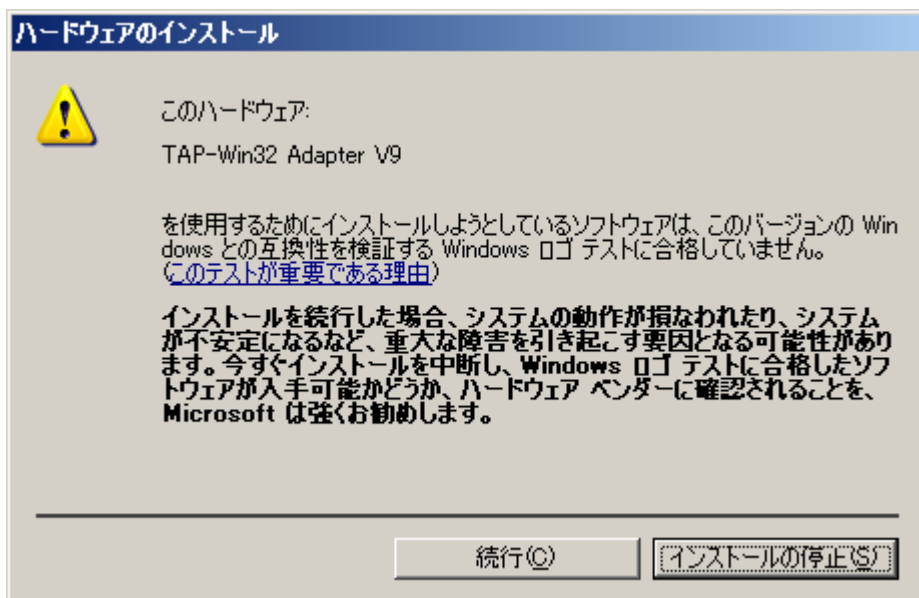 ハードウェアのインストール
このハードウェア:
TAP-Win32 Adapter V9
を使用するためにインストールしようとしているソフトウェアは、このバージョンの Win
dows との互換性を検証する Windows ロゴ テストに合格していません。
(このテストが重要である理由)
インストールを続行した場合、システムの動作が損なわれたり、システム
が不安定になるなど、重大な障害を引き起こす要因となる可能性があり
ます。今すぐインストールを中断し、Windows ロゴ テストに合格したソフ
トウェアが入手可能かどうか、ハードウェア ベンダーに確認されることを、
Microsoft は強くお勧めします。
続行(C)
インストールの停止(S)